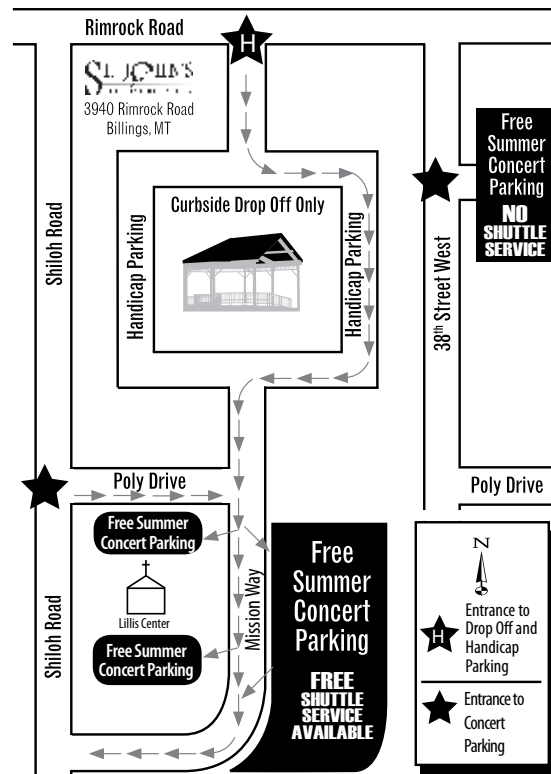 Rimrock Road
H
3940 Rimrock Road
Billings, MT
Free
Summer
Concert
Parking
NO
SHUTTLE
SERVICE
Curbside Drop Off Only
Handicap Parking
Handicap Parking
Shiloh Road
38th Street West
Poly Drive
Poly Drive
Free Summer
Concert Parking
Lillis Center
Free Summer
Concert Parking
Shiloh Road
Mission Way
Free
Summer
Concert
Parking
FREE
SHUTTLE
SERVICE
AVAILABLE
N
H
Entrance to
Drop Off and
Handicap
Parking
Entrance to
Concert
Parking